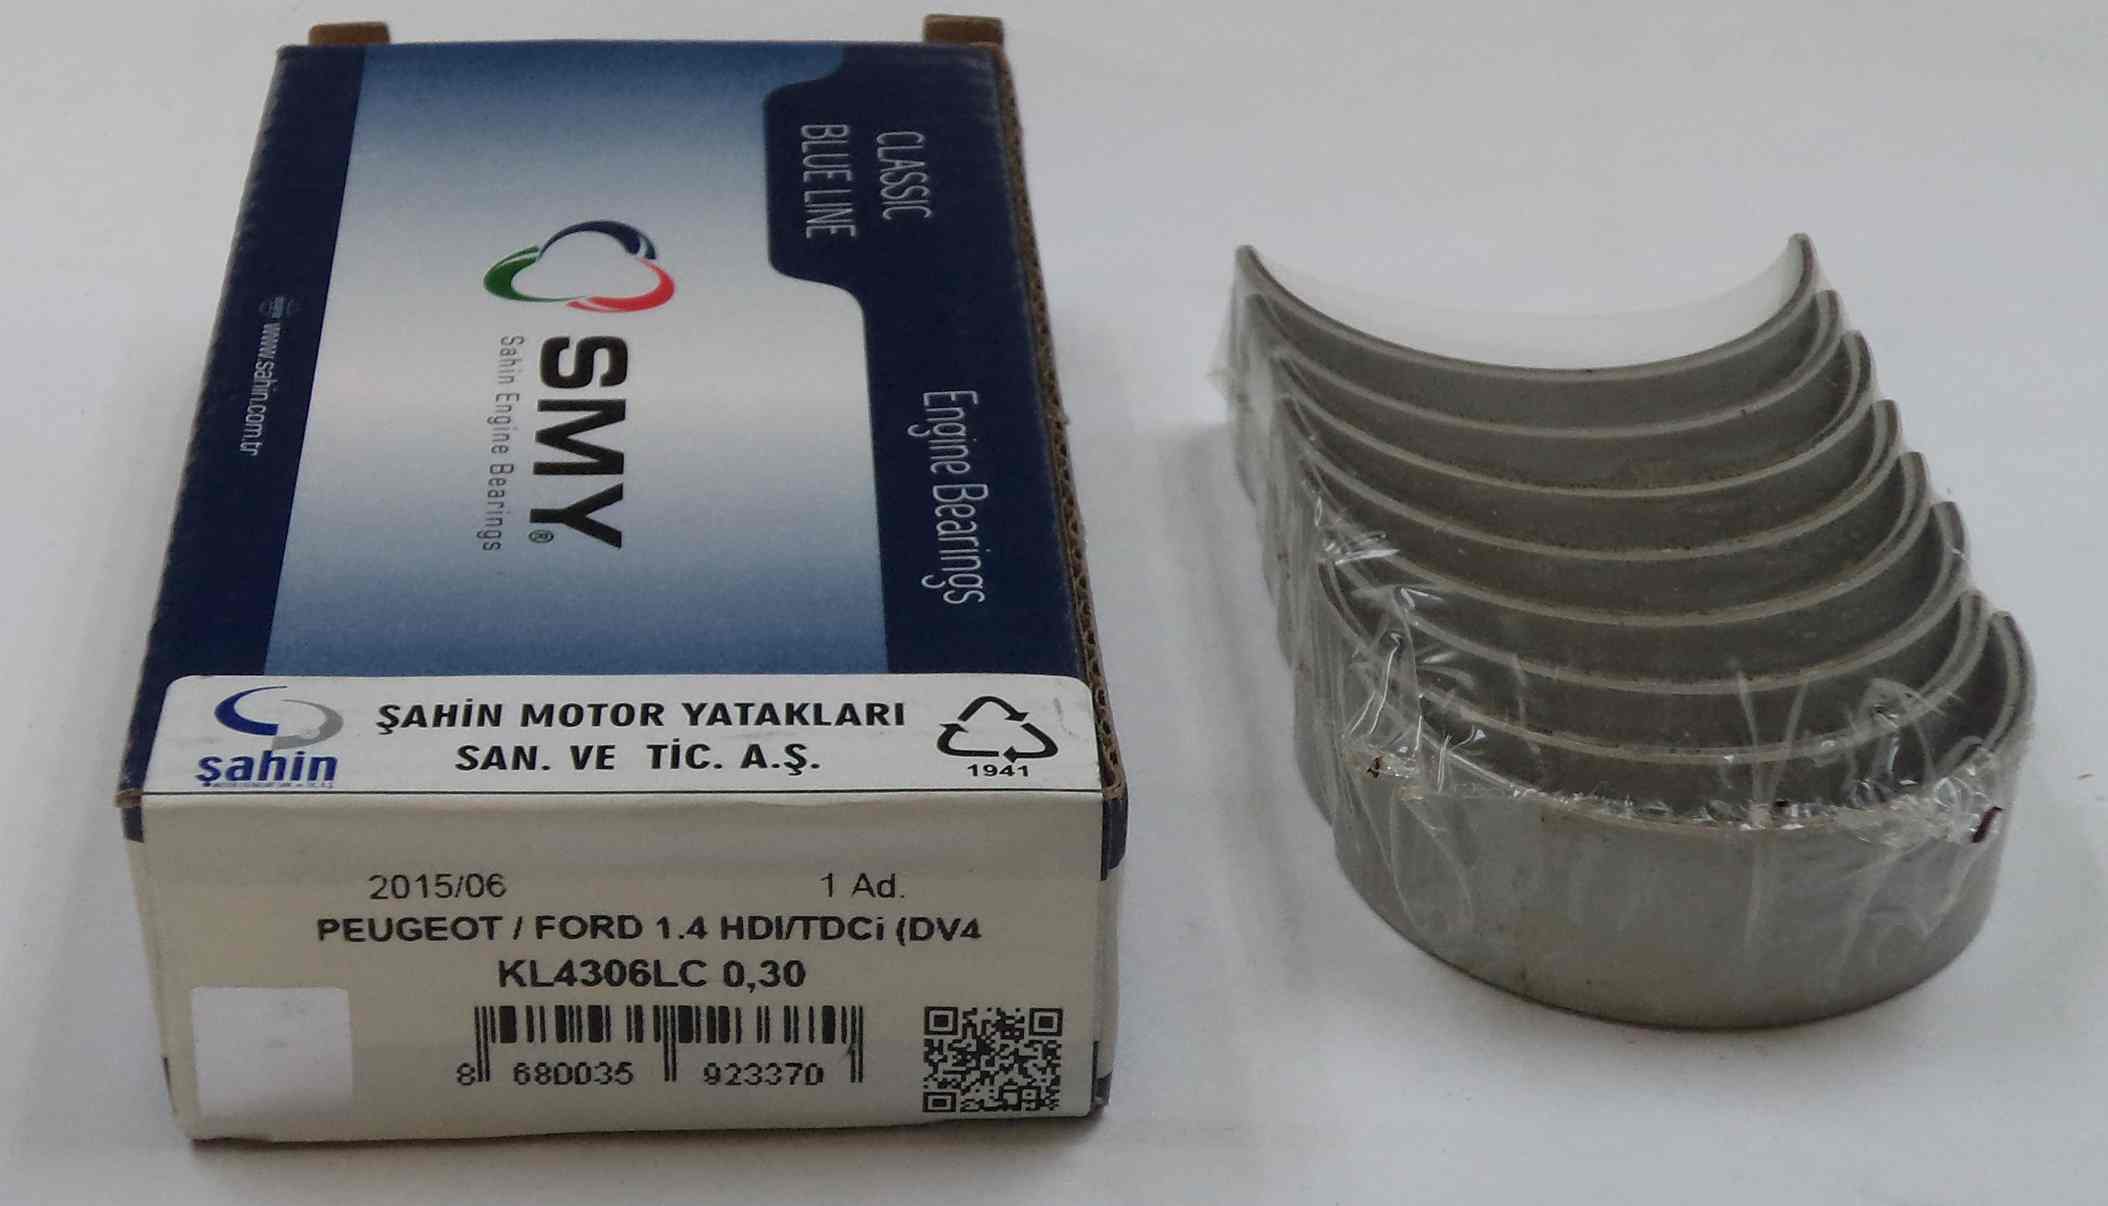 CLASSIC
BLUE LINE
Engine Bearings
SMY®
Sahin Engine Bearings
www.sahin.com.tr
şahin
ŞAHİN MOTOR YATAKLARI
SAN. VE TİC. A.Ş.
1941
2015/06 1 Ad.
PEUGEOT / FORD 1.4 HDI/TDCi (DV4
KL4306LC 0,30
8 680035 923370